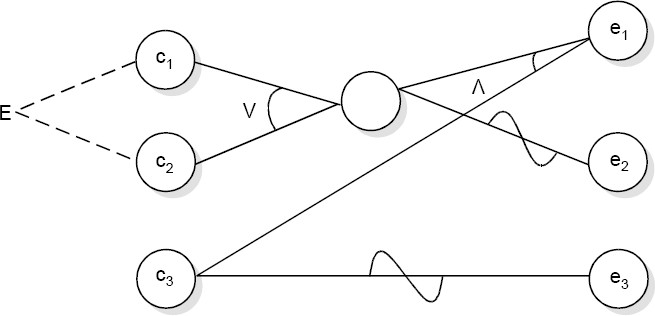 E
c₁
c₂
c₃
V
Λ
e₁
e₂
e₃